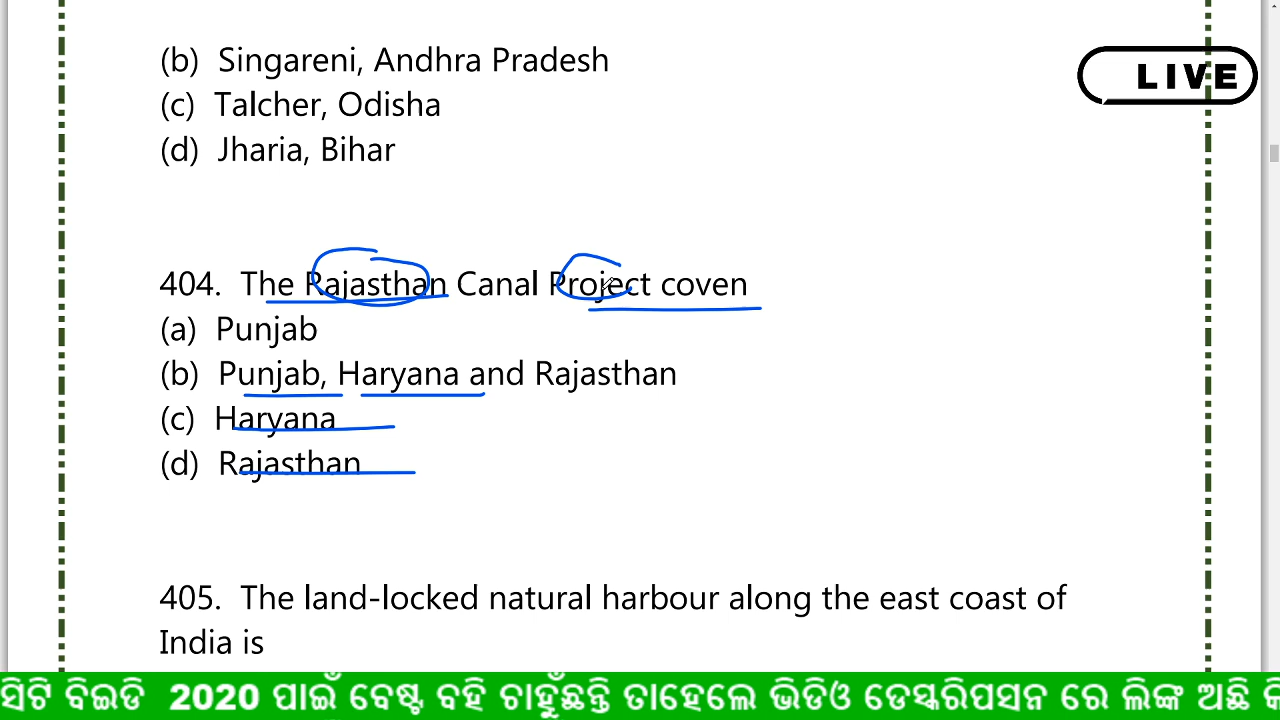 (b) Singareni, Andhra Pradesh
LIVE
(c) Talcher, Odisha
(d) Jharia, Bihar
404. The Rajasthan Canal Project coven
(a) Punjab
(b) Punjab, Haryana and Rajasthan
(c) Haryana
(d) Rajasthan
405. The land-locked natural harbour along the east coast of
India is
ସିଟି ବିଇଡି 2020 ପାଇଁ ବେଷ୍ଟ ବହି ଚାହୁଁଛନ୍ତି ତାହେଲେ ଭିଡିଓ ଡେସ୍କରିପସନ ରେ ଲିଙ୍କ ଅଛି